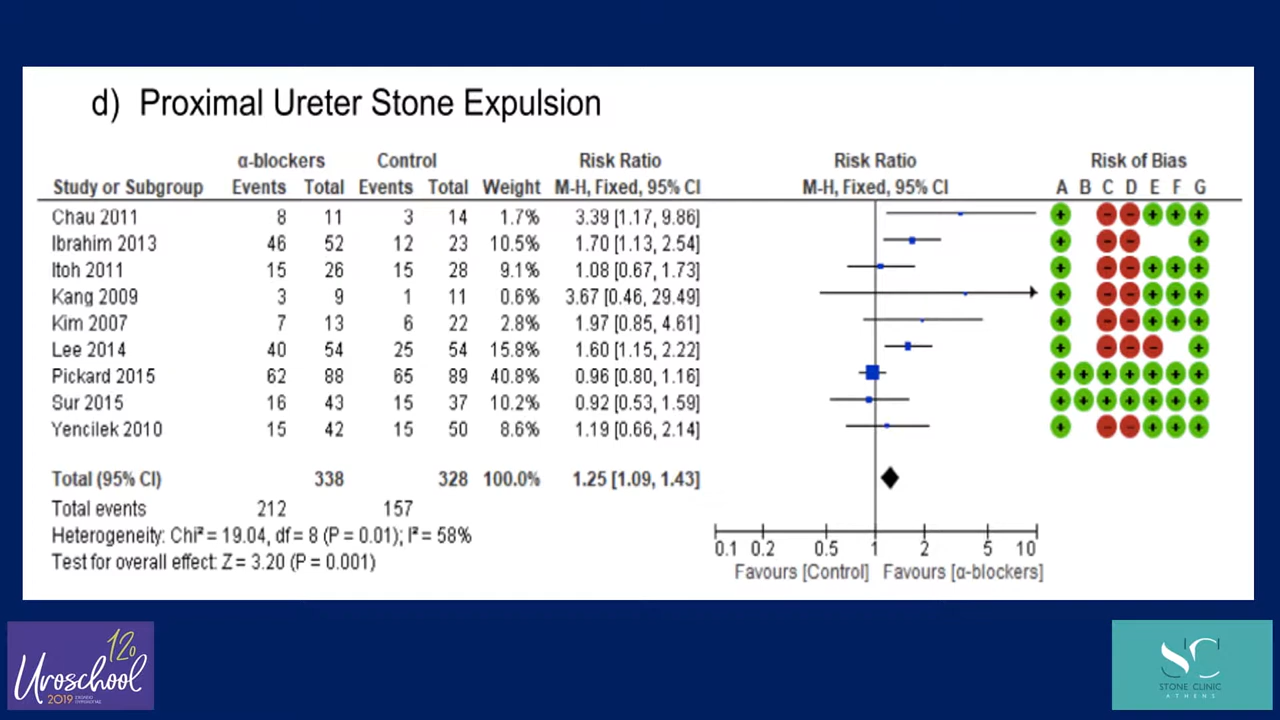 d) Proximal Ureter Stone Expulsion
α-blockers Control Risk Ratio Risk Ratio Risk of Bias
Study or Subgroup Events Total Events Total Weight M-H, Fixed, 95% CI M-H, Fixed, 95% CI A B C D E F G
Chau 2011 8 11 3 14 1.7% 3.39 [1.17, 9.86] + - - + + +
Ibrahim 2013 46 52 12 23 10.5% 1.70 [1.13, 2.54] + - - +
Itoh 2011 15 26 15 28 9.1% 1.08 [0.67, 1.73] + - - + + +
Kang 2009 3 9 1 11 0.6% 3.67 [0.46, 29.49] + - - + + +
Kim 2007 7 13 6 22 2.8% 1.97 [0.85, 4.61] + - - + + +
Lee 2014 40 54 25 54 15.8% 1.60 [1.15, 2.22] + - - - +
Pickard 2015 62 88 65 89 40.8% 0.96 [0.80, 1.16] + + + + + + +
Sur 2015 16 43 15 37 10.2% 0.92 [0.53, 1.59] + + + + + + +
Yencilek 2010 15 42 15 50 8.6% 1.19 [0.66, 2.14] + - - + + +
Total (95% CI) 338 328 100.0% 1.25 [1.09, 1.43]
Total events 212 157
Heterogeneity: Chi² = 19.04, df = 8 (P = 0.01); I² = 58%
Test for overall effect: Z = 3.20 (P = 0.001)
0.1 0.2 0.5 1 2 5 10
Favours [Control] Favours [α-blockers]
12ο
Uroschool
2019
SC
STONE CLINIC
ATHENS